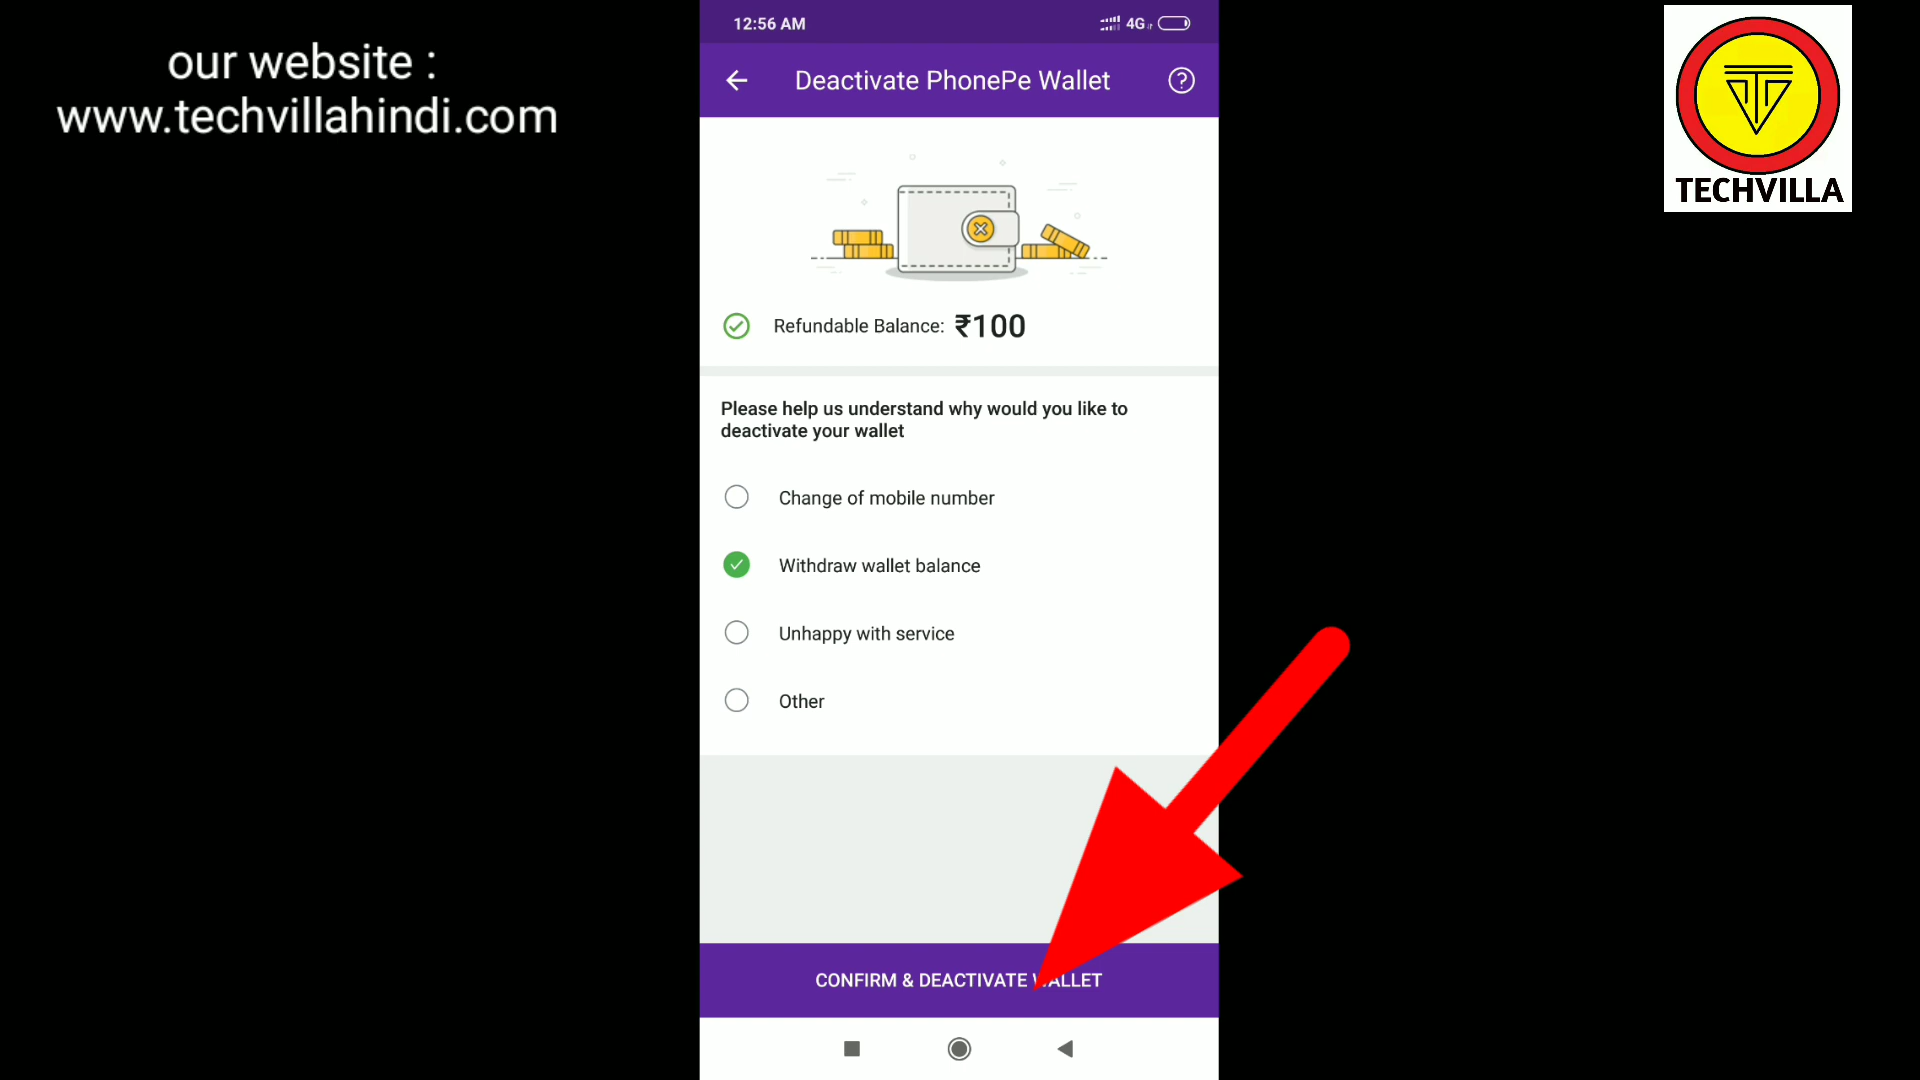 our website :
www.techvillahindi.com
12:56 AM
4G
Deactivate PhonePe Wallet
?
TECHVILLA
Refundable Balance: ₹100
Please help us understand why would you like to
deactivate your wallet
Change of mobile number
Withdraw wallet balance
Unhappy with service
Other
CONFIRM & DEACTIVATE WALLET